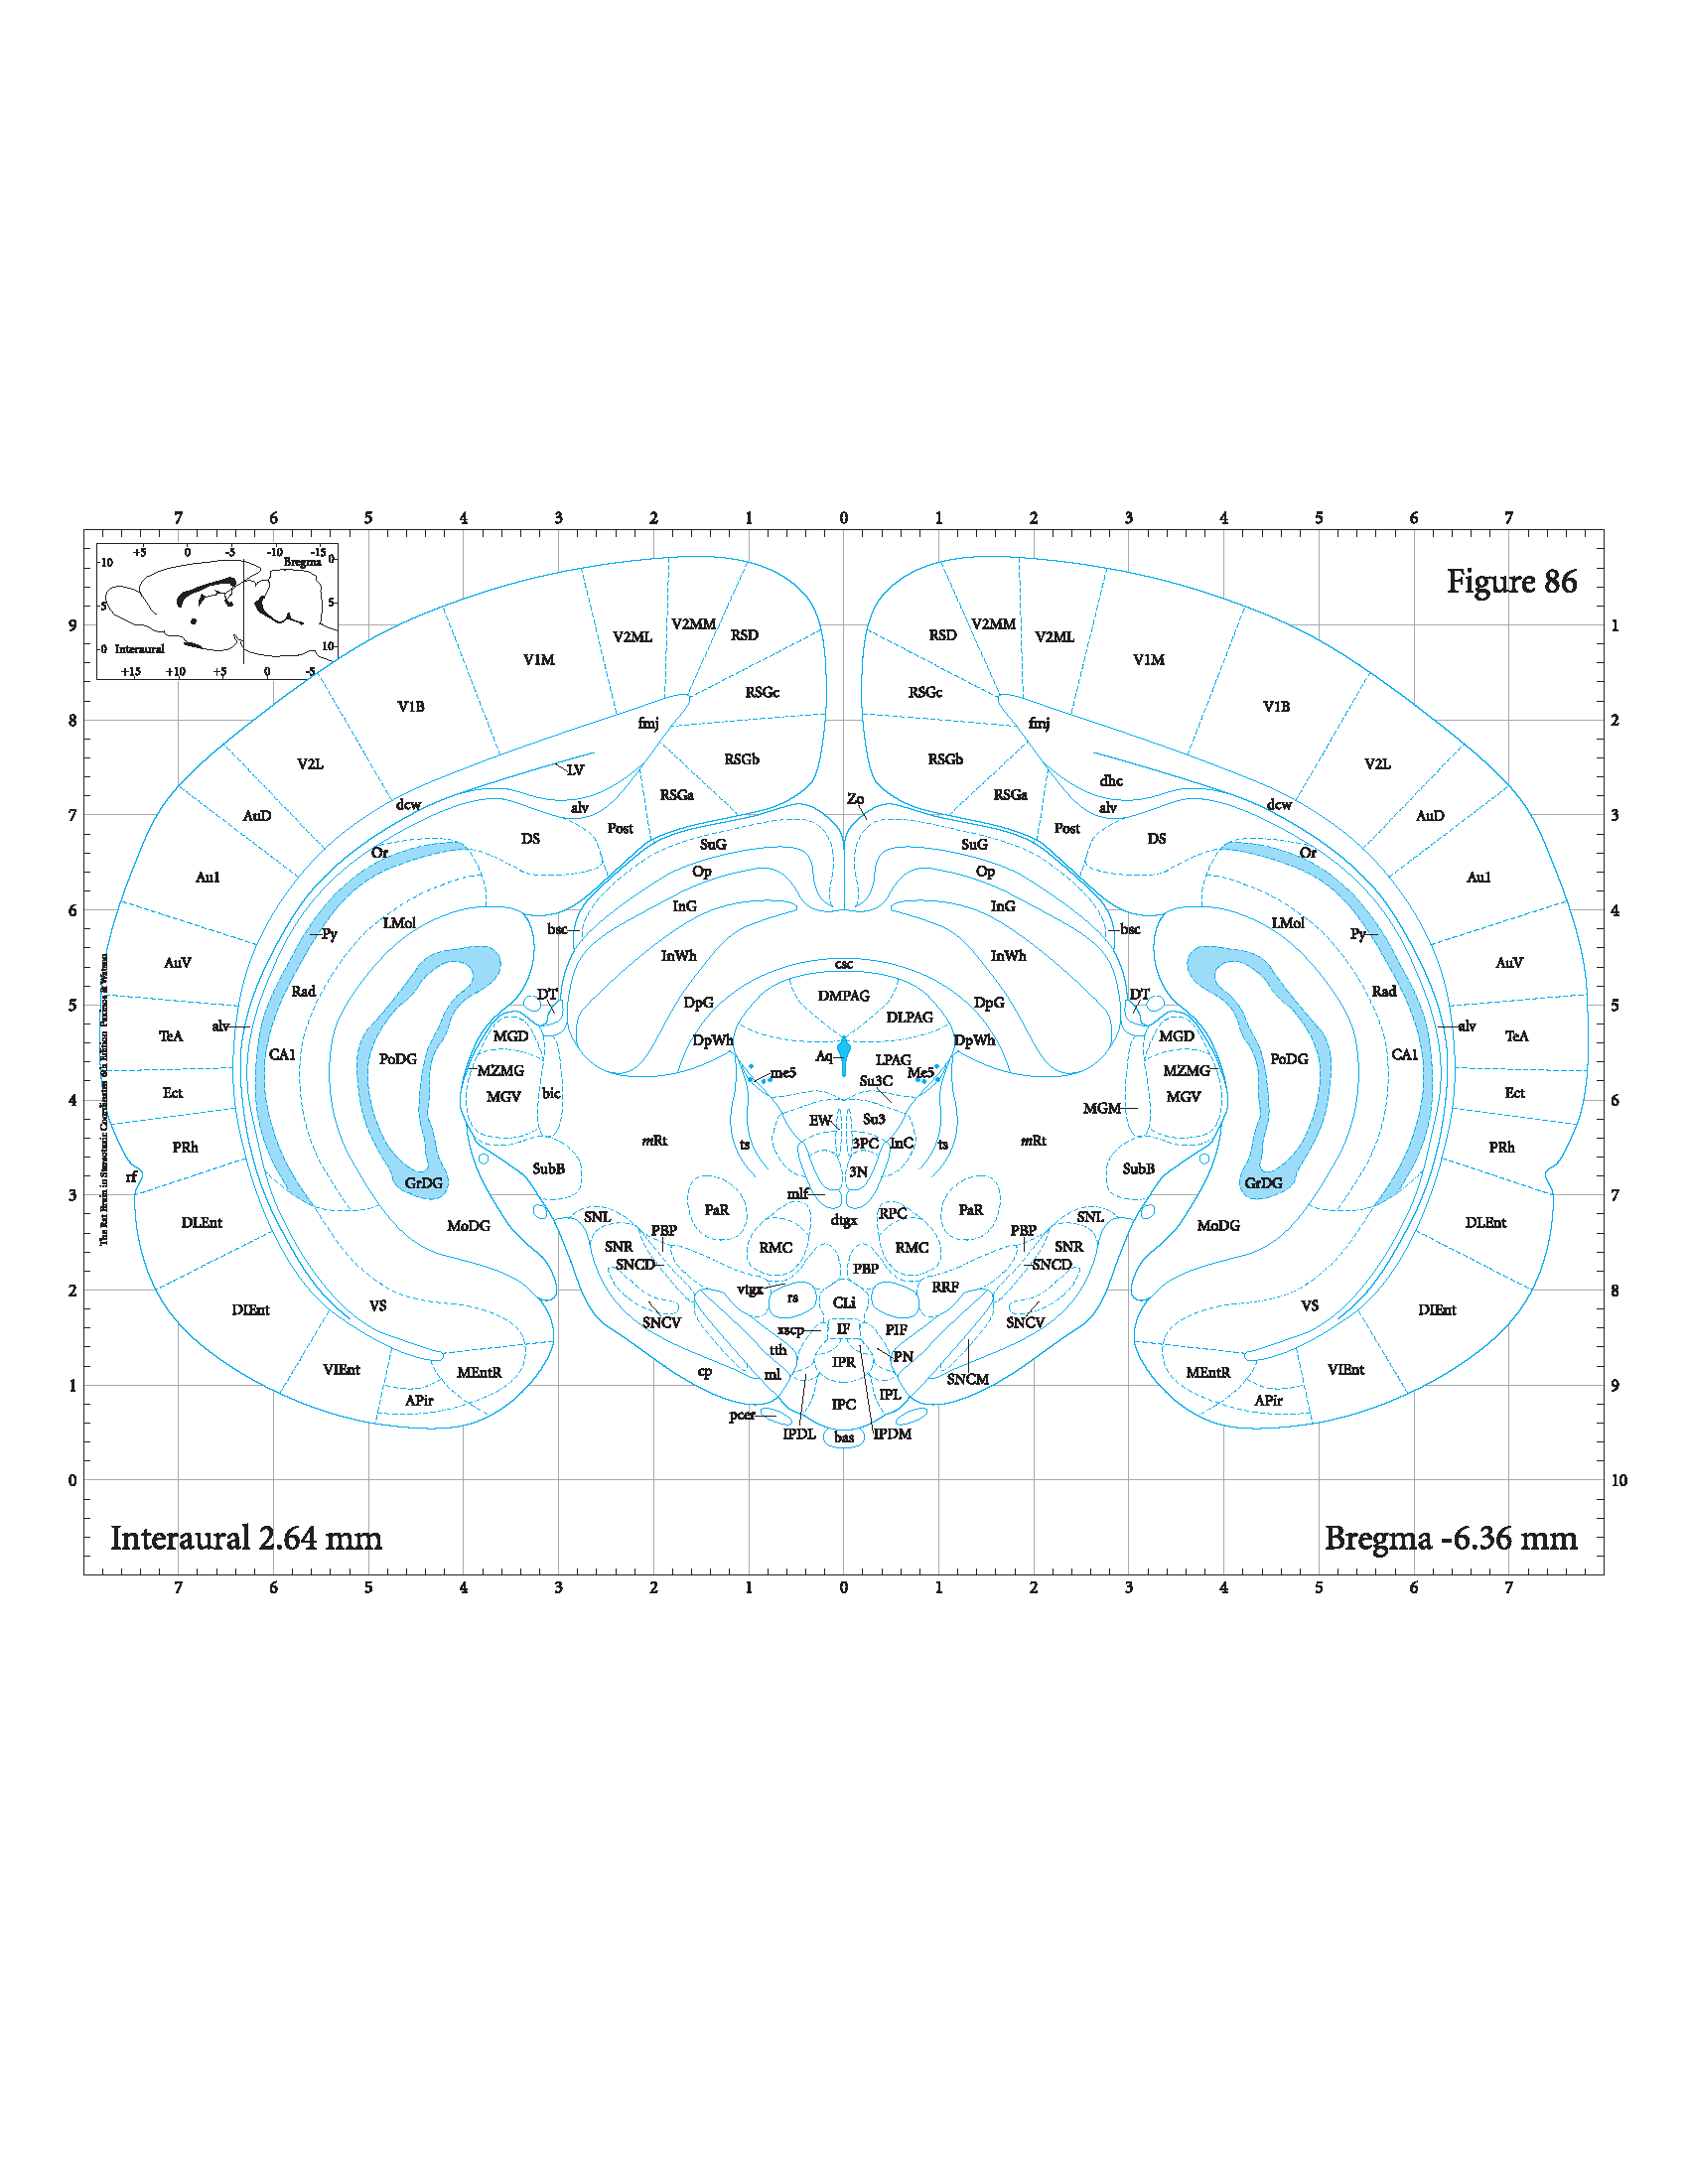 7 6 5 4 3 2 1 0 1 2 3 4 5 6 7
+5 0 -5 -10 -15
Bregma
10 0
5 5
0 Interaural 10
+15 +10 +5 0 -5
Figure 86
9 1
V2MM V2MM
V2ML RSD RSD V2ML
V1M V1M
RSGc RSGc
V1B V1B
8 fmj fmj 2
RSGb RSGb
V2L LV V2L
dhc
RSGa Zo RSGa
dcw alv alv dcw
7 AuD 3 AuD
Post Post
DS SuG SuG DS
Or Or
Op Op
Au1 Au1
6 InG InG 4
LMol LMol
Py bsc bsc Py
InWh InWh
AuV csc AuV
Rad DT DMPAG DT Rad
5 DpG DpG 5
DLPAG
alv alv
TeA MGD DpWh DpWh MGD TeA
CA1 PoDG Aq LPAG PoDG CA1
MZMG me5 Me5 MZMG
Su3C
Ect MGV bic MGV Ect
4 6
MGM
EW Su3
PRh mRt ts 3PC InC ts mRt PRh
SubB 3N SubB
rf
GrDG GrDG
3 mlf 7
PaR RPC PaR
DLEnt SNL dtgx SNL DLEnt
MoDG PBP PBP MoDG
SNR RMC RMC SNR
SNCD PBP SNCD
2 vtgx RRF 8
rs
VS CLi VS
DIEnt DIEnt
SNCV xscp IF PIF SNCV
tth PN
VIEnt MEntR cp ml IPR MEntR VIEnt
SNCM
1 9
APir IPC IPL APir
pcer
IPDL bas IPDM
0 10
The Rat Brain in Stereotaxic Coordinates 6th Edition Paxinos & Watson
Interaural 2.64 mm
Bregma -6.36 mm
7 6 5 4 3 2 1 0 1 2 3 4 5 6 7